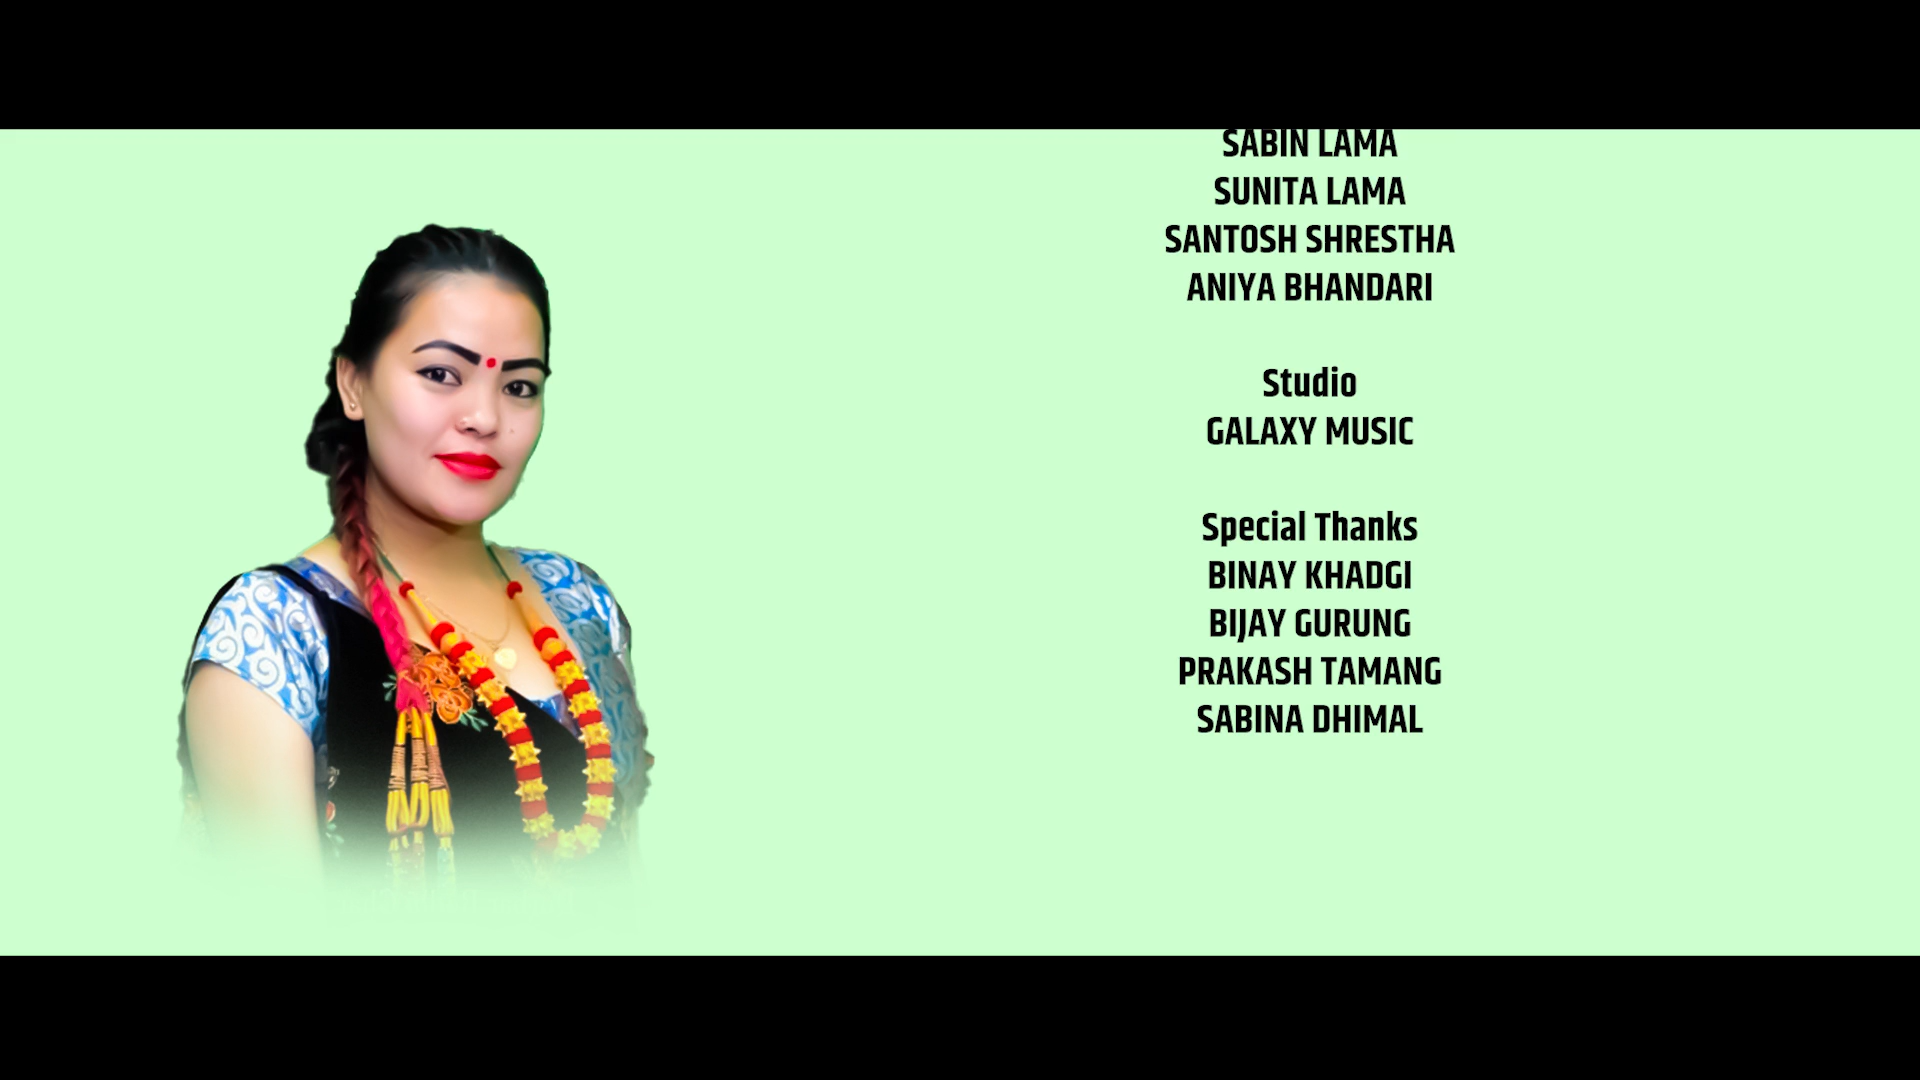 SABIN LAMA
SUNITA LAMA
SANTOSH SHRESTHA
ANIYA BHANDARI
Studio
GALAXY MUSIC
Special Thanks
BINAY KHADGI
BIJAY GURUNG
PRAKASH TAMANG
SABINA DHIMAL